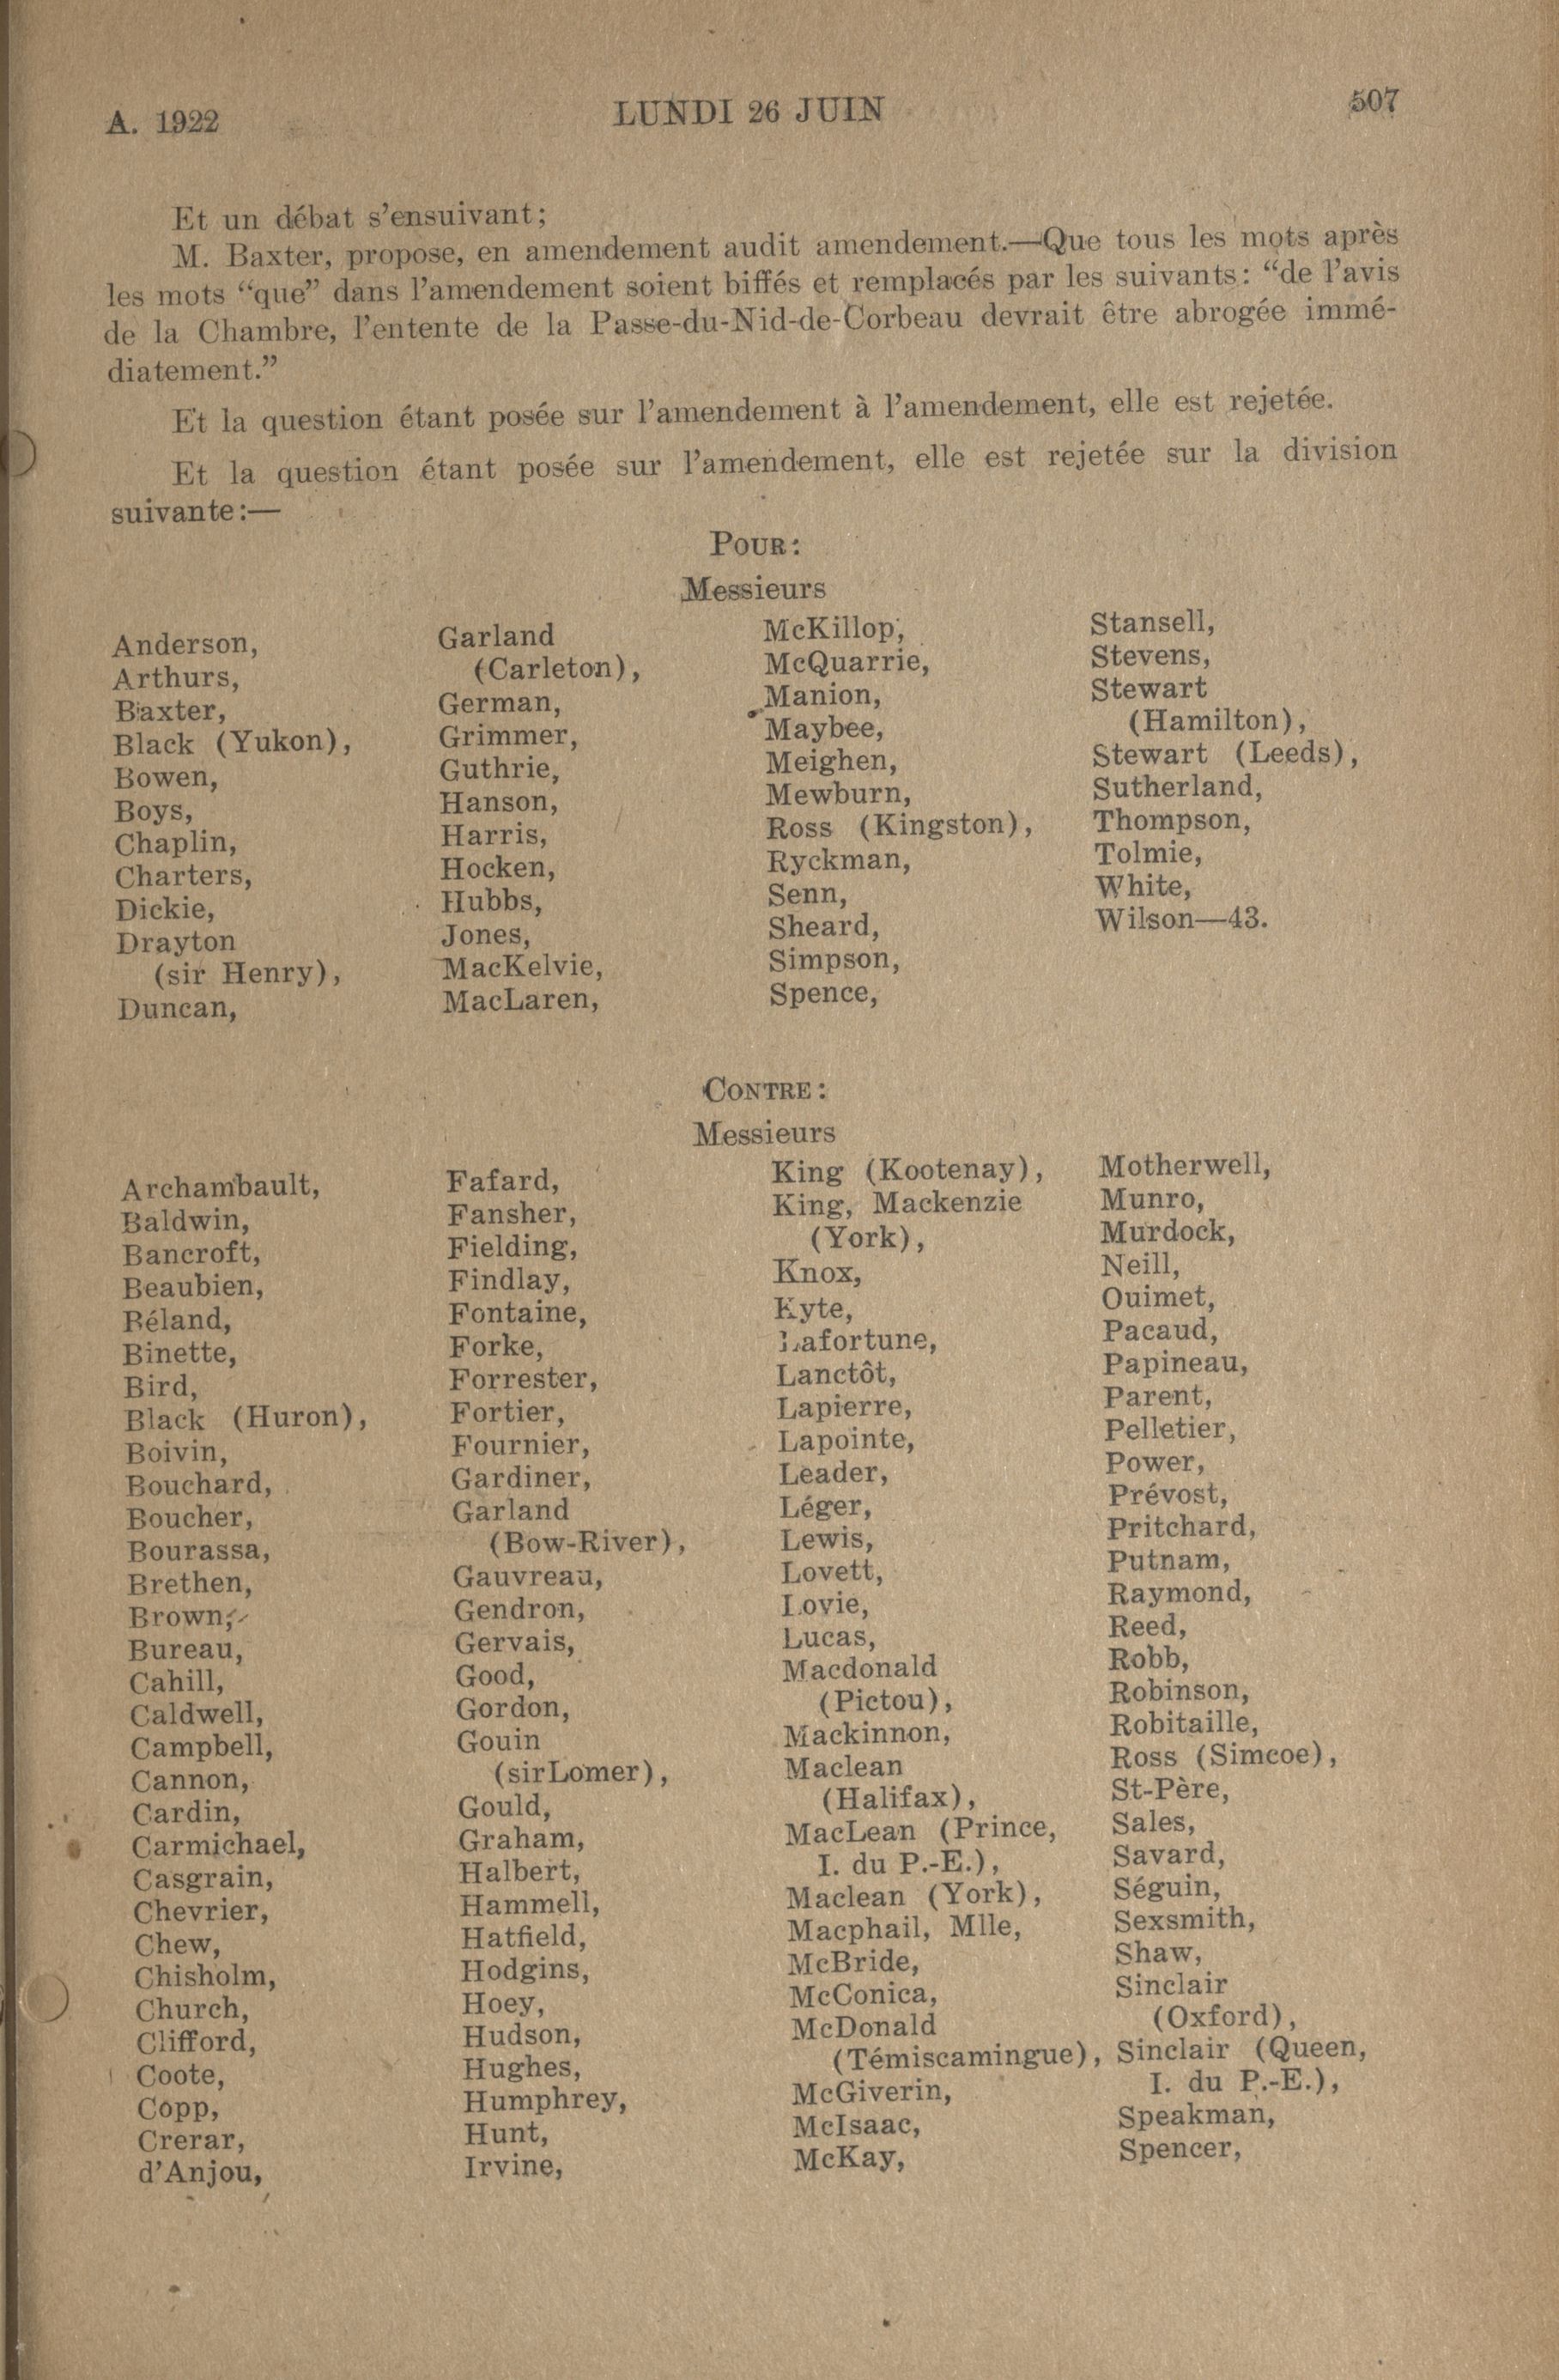 A. 1922
LUNDI 26 JUIN
507
Et un débat s'ensuivant;
M. Baxter, propose, en amendement audit amendement.—Que tous les mots après
les mots "que" dans l'amendement soient biffés et remplacés par les suivants: "de l'avis
de la Chambre, l'entente de la Passe-du-Nid-de-Corbeau devrait être abrogée immé-
diatement."
Et la question étant posée sur l'amendement à l'amendement, elle est rejetée.
Et la question étant posée sur l'amendement, elle est rejetée sur la division
suivante:—
POUR:
Messieurs
Anderson,
Arthurs,
Baxter,
Black (Yukon),
Bowen,
Boys,
Chaplin,
Charters,
Dickie,
Drayton
(sir Henry),
Duncan,
Garland
(Carleton),
German,
Grimmer,
Guthrie,
Hanson,
Harris,
Hocken,
Hubbs,
Jones,
MacKelvie,
MacLaren,
McKillop,
McQuarrie,
Manion,
Maybee,
Meighen,
Mewburn,
Ross (Kingston),
Ryckman,
Senn,
Sheard,
Simpson,
Spence,
Stansell,
Stevens,
Stewart
(Hamilton),
Stewart (Leeds),
Sutherland,
Thompson,
Tolmie,
White,
Wilson—43.
CONTRE:
Messieurs
Archambault,
Baldwin,
Bancroft,
Beaubien,
Béland,
Binette,
Bird,
Black (Huron),
Boivin,
Bouchard,
Boucher,
Bourassa,
Brethen,
Brown,
Bureau,
Cahill,
Caldwell,
Campbell,
Cannon,
Cardin,
Carmichael,
Casgrain,
Chevrier,
Chew,
Chisholm,
Church,
Clifford,
Coote,
Copp,
Crerar,
d'Anjou,
Fafard,
Fansher,
Fielding,
Findlay,
Fontaine,
Forke,
Forrester,
Fortier,
Fournier,
Gardiner,
Garland
(Bow-River),
Gauvreau,
Gendron,
Gervais,
Good,
Gordon,
Gouin
(sirLomer),
Gould,
Graham,
Halbert,
Hammell,
Hatfield,
Hodgins,
Hoey,
Hudson,
Hughes,
Humphrey,
Hunt,
Irvine,
King (Kootenay),
King, Mackenzie
(York),
Knox,
Kyte,
Lafortune,
Lanctôt,
Lapierre,
Lapointe,
Leader,
Léger,
Lewis,
Lovett,
Lovie,
Lucas,
Macdonald
(Pictou),
Mackinnon,
Maclean
(Halifax),
MacLean (Prince,
I. du P.-E.),
Maclean (York),
Macphail, Mlle,
McBride,
McConica,
McDonald
(Témiscamingue),
McGiverin,
McIsaac,
McKay,
Motherwell,
Munro,
Murdock,
Neill,
Ouimet,
Pacaud,
Papineau,
Parent,
Pelletier,
Power,
Prévost,
Pritchard,
Putnam,
Raymond,
Reed,
Robb,
Robinson,
Robitaille,
Ross (Simcoe),
St-Père,
Sales,
Savard,
Séguin,
Sexsmith,
Shaw,
Sinclair
(Oxford),
Sinclair (Queen,
I. du P.-E.),
Speakman,
Spencer,